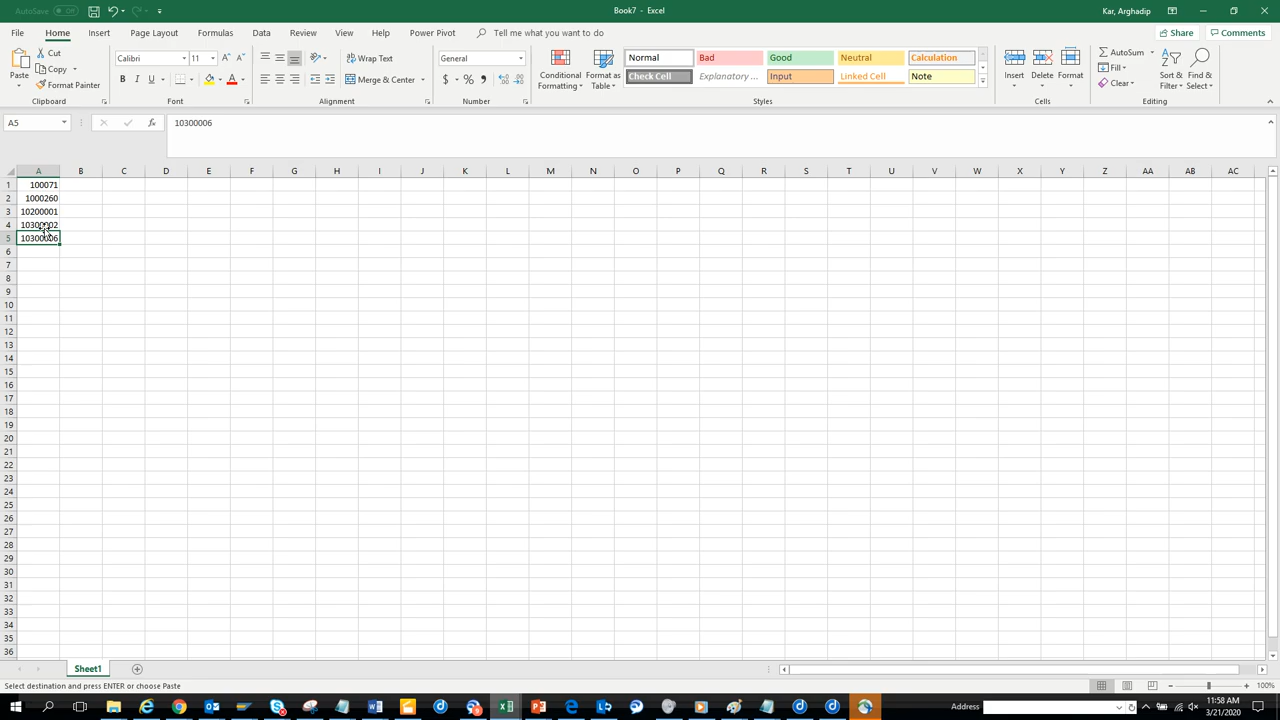 AutoSave Off
Book7 - Excel
Kar, Arghadip
File Home Insert Page Layout Formulas Data Review View Help Power Pivot Tell me what you want to do Share Comments
Paste Cut Copy Format Painter Clipboard
Calibri 11 B I U A Font
Wrap Text Merge & Center Alignment
General $ % , Number
Conditional Formatting Format as Table
Normal Bad Good Neutral Calculation
Check Cell Explanatory ... Input Linked Cell Note
Styles
Insert Delete Format Cells
AutoSum Fill Clear Sort & Filter Find & Select Editing
A5 fx 10300006
A B C D E F G H I J K L M N O P Q R S T U V W X Y Z AA AB AC
1 100071
2 1000260
3 10200001
4 10300002
5 10300006
6
7
8
9
10
11
12
13
14
15
16
17
18
19
20
21
22
23
24
25
26
27
28
29
30
31
32
33
34
35
36
Sheet1
Select destination and press ENTER or choose Paste
100%
Address
11:58 AM
3/21/2020